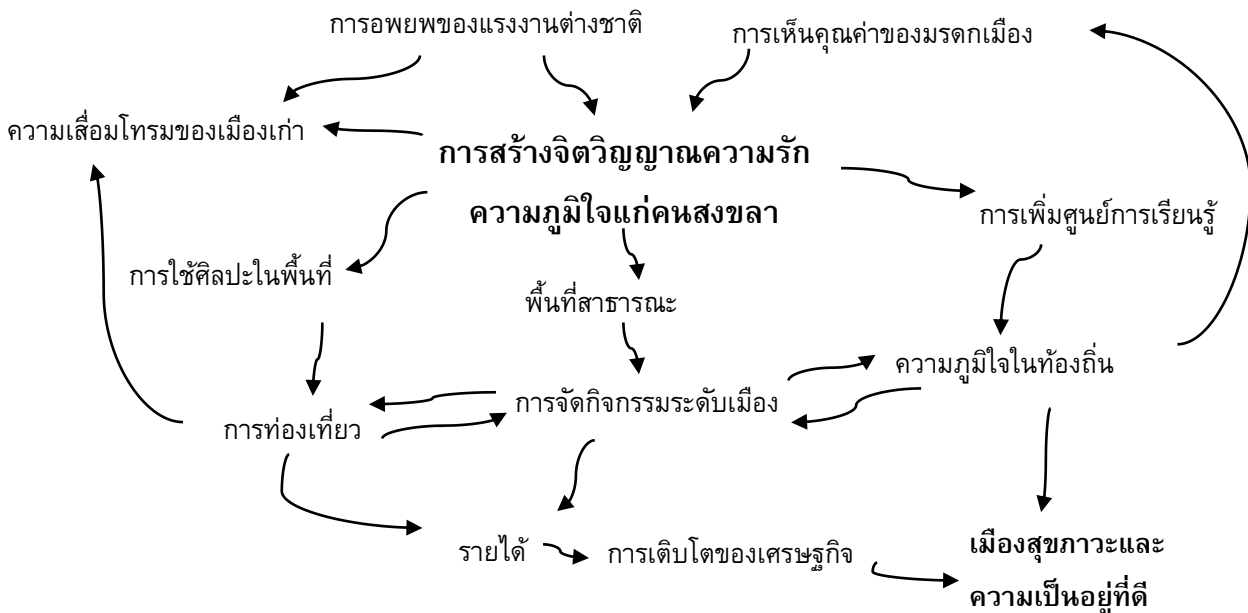 การอพยพของแรงงานต่างชาติ
การเห็นคุณค่าของมรดกเมือง
ความเสื่อมโทรมของเมืองเก่า
การสร้างจิตวิญญาณความรัก
ความภูมิใจแก่คนสงขลา
การเพิ่มศูนย์การเรียนรู้
การใช้ศิลปะในพื้นที่
พื้นที่สาธารณะ
ความภูมิใจในท้องถิ่น
การจัดกิจกรรมระดับเมือง
การท่องเที่ยว
รายได้
การเติบโตของเศรษฐกิจ
เมืองสุขภาวะและ
ความเป็นอยู่ที่ดี